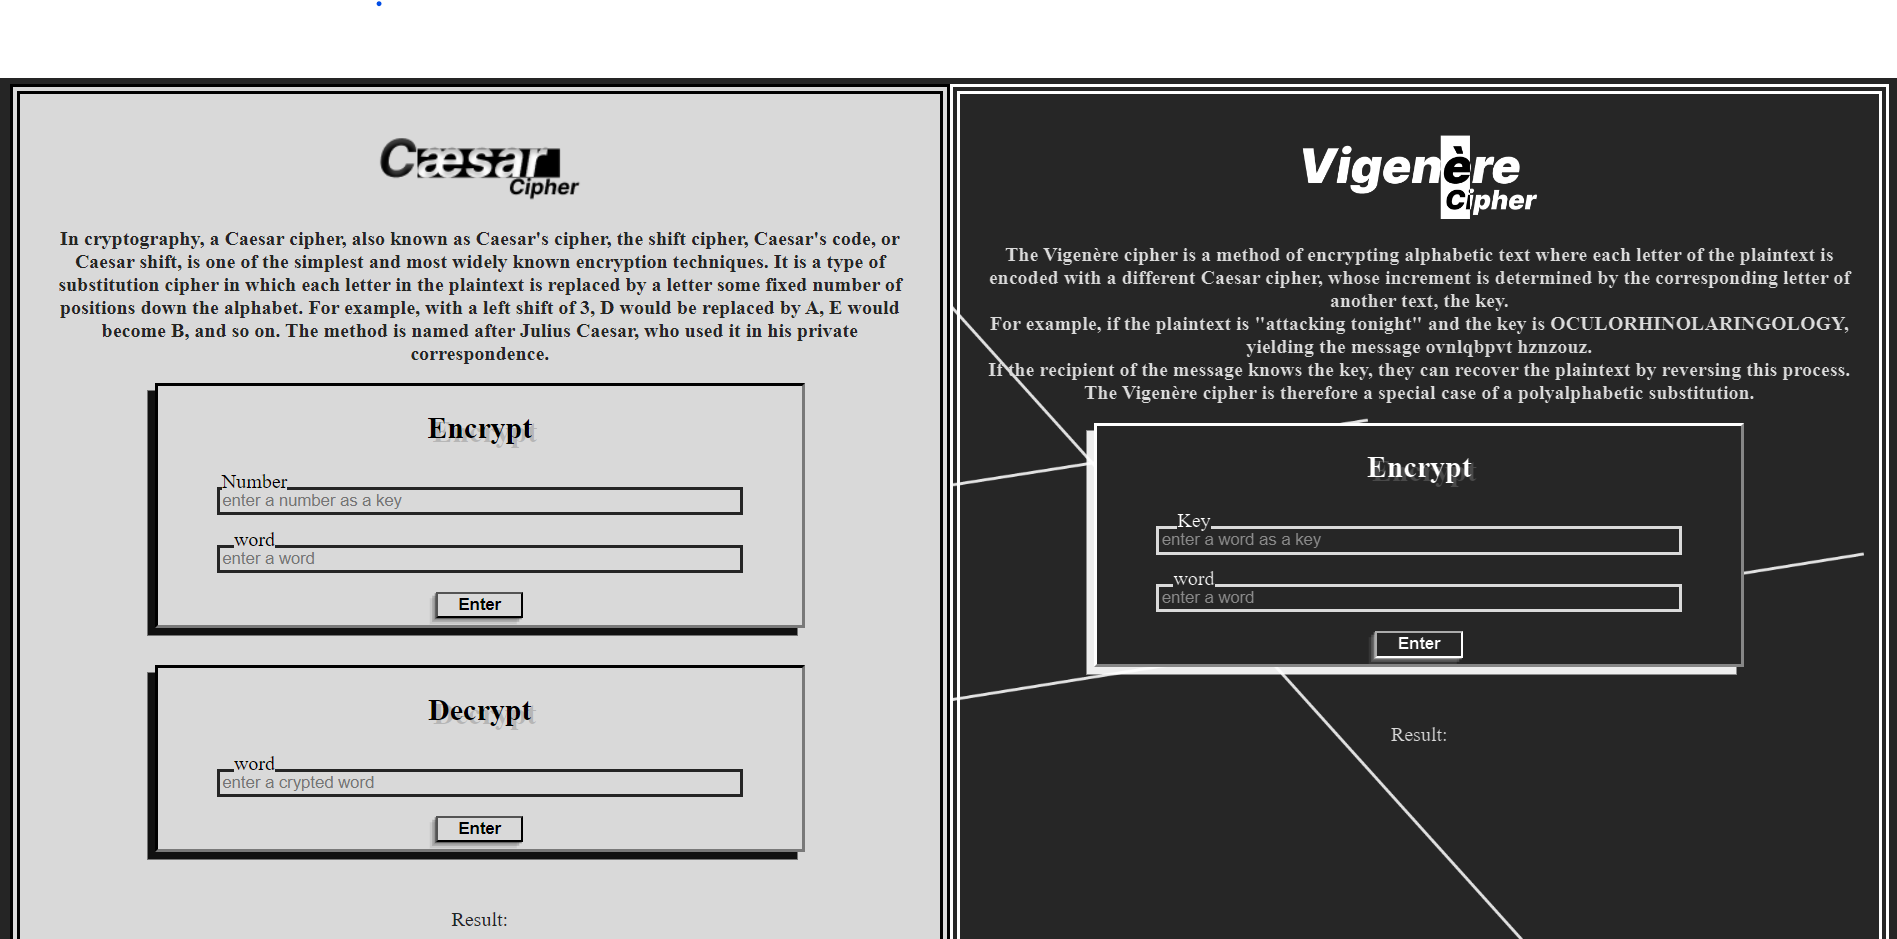 Cæsar
Cipher
In cryptography, a Caesar cipher, also known as Caesar's cipher, the shift cipher, Caesar's code, or
Caesar shift, is one of the simplest and most widely known encryption techniques. It is a type of
substitution cipher in which each letter in the plaintext is replaced by a letter some fixed number of
positions down the alphabet. For example, with a left shift of 3, D would be replaced by A, E would
become B, and so on. The method is named after Julius Caesar, who used it in his private
correspondence.
Encrypt
Number
enter a number as a key
word
enter a word
Enter
Decrypt
word
enter a crypted word
Enter
Result:
Vigenère
Cipher
The Vigenère cipher is a method of encrypting alphabetic text where each letter of the plaintext is
encoded with a different Caesar cipher, whose increment is determined by the corresponding letter of
another text, the key.
For example, if the plaintext is "attacking tonight" and the key is OCULORHINOLARINGOLOGY,
yielding the message ovnlqbpvt hznzouz.
If the recipient of the message knows the key, they can recover the plaintext by reversing this process.
The Vigenère cipher is therefore a special case of a polyalphabetic substitution.
Encrypt
Key
enter a word as a key
word
enter a word
Enter
Result: